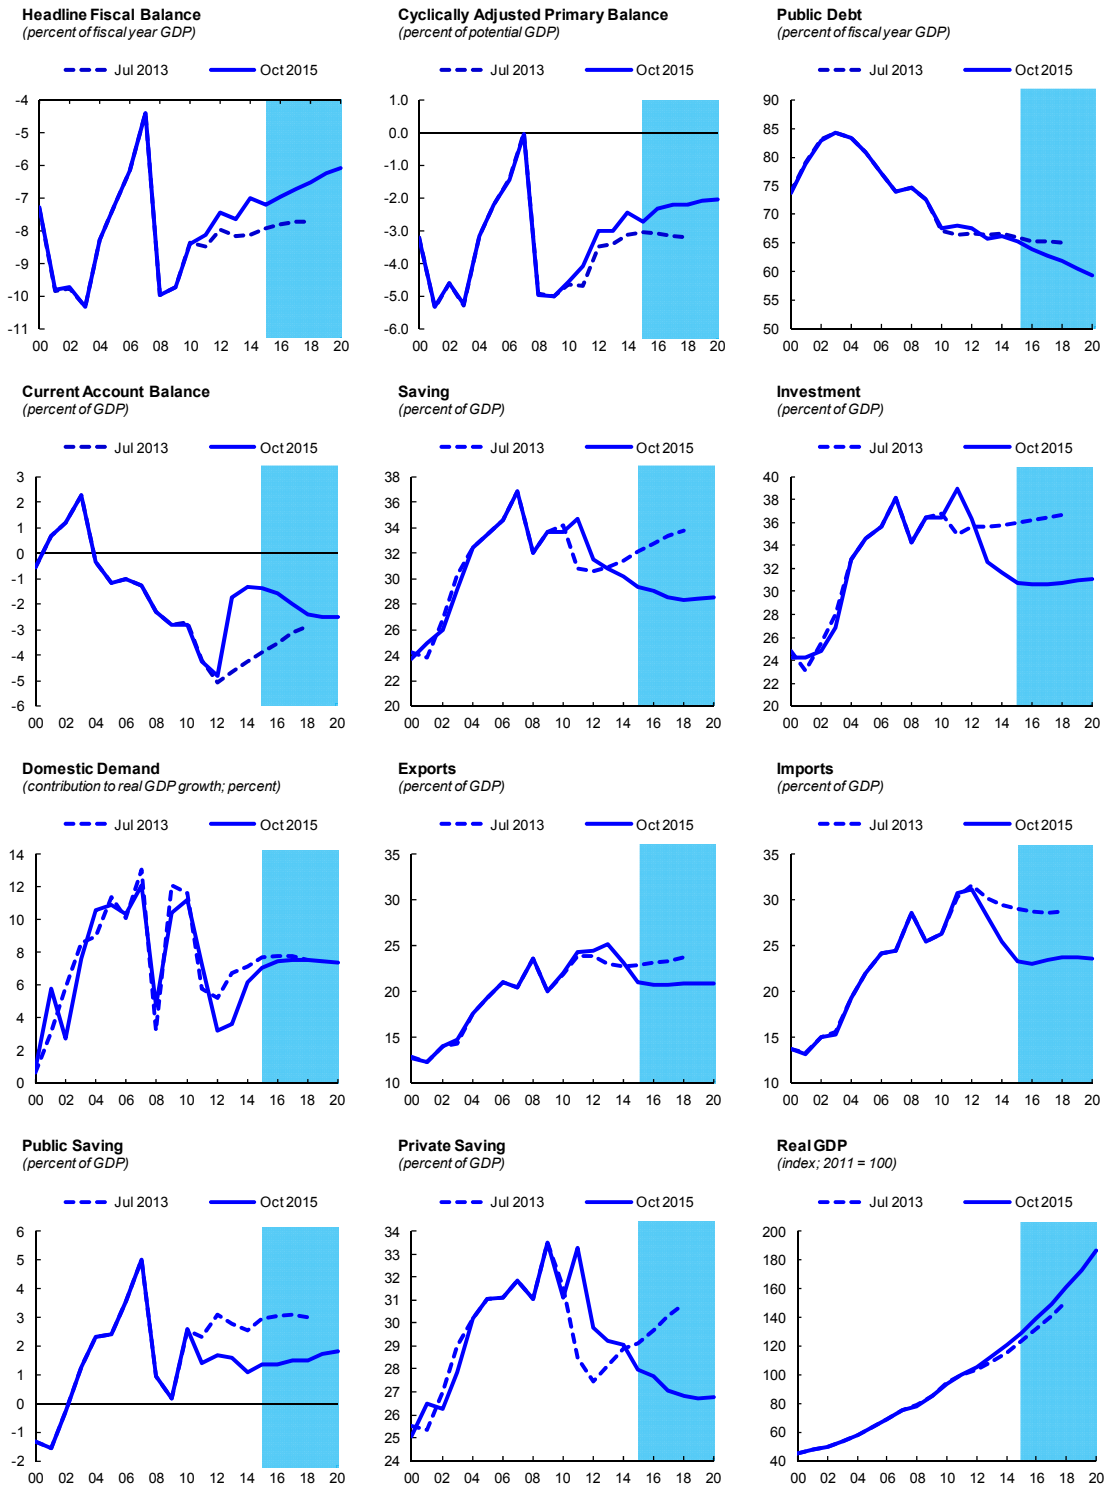 Headline Fiscal Balance
(percent of fiscal year GDP)
Jul 2013 Oct 2015
-4
-5
-6
-7
-8
-9
-10
-11
00 02 04 06 08 10 12 14 16 18 20
Cyclically Adjusted Primary Balance
(percent of potential GDP)
Jul 2013 Oct 2015
1.0
0.0
-1.0
-2.0
-3.0
-4.0
-5.0
-6.0
00 02 04 06 08 10 12 14 16 18 20
Public Debt
(percent of fiscal year GDP)
Jul 2013 Oct 2015
90
85
80
75
70
65
60
55
50
00 02 04 06 08 10 12 14 16 18 20
Current Account Balance
(percent of GDP)
Jul 2013 Oct 2015
3
2
1
0
-1
-2
-3
-4
-5
-6
00 02 04 06 08 10 12 14 16 18 20
Saving
(percent of GDP)
Jul 2013 Oct 2015
38
36
34
32
30
28
26
24
22
20
00 02 04 06 08 10 12 14 16 18 20
Investment
(percent of GDP)
Jul 2013 Oct 2015
40
38
36
34
32
30
28
26
24
22
20
00 02 04 06 08 10 12 14 16 18 20
Domestic Demand
(contribution to real GDP growth; percent)
Jul 2013 Oct 2015
14
12
10
8
6
4
2
0
00 02 04 06 08 10 12 14 16 18 20
Exports
(percent of GDP)
Jul 2013 Oct 2015
35
30
25
20
15
10
00 02 04 06 08 10 12 14 16 18 20
Imports
(percent of GDP)
Jul 2013 Oct 2015
35
30
25
20
15
10
00 02 04 06 08 10 12 14 16 18 20
Public Saving
(percent of GDP)
Jul 2013 Oct 2015
6
5
4
3
2
1
0
-1
-2
00 02 04 06 08 10 12 14 16 18 20
Private Saving
(percent of GDP)
Jul 2013 Oct 2015
34
33
32
31
30
29
28
27
26
25
24
00 02 04 06 08 10 12 14 16 18 20
Real GDP
(index; 2011 = 100)
Jul 2013 Oct 2015
200
180
160
140
120
100
80
60
40
00 02 04 06 08 10 12 14 16 18 20